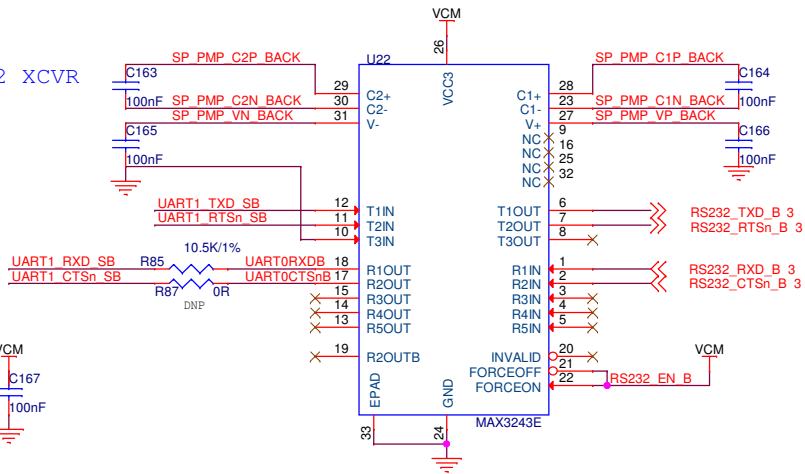 VCM
26
VCC3
U22
SP_PMP_C2P_BACK
SP_PMP_C1P_BACK
2 XCVR
C163
100nF
29
C2+
C1+
28
C164
100nF
SP_PMP_C2N_BACK
30
C2-
C1-
23
SP_PMP_C1N_BACK
SP_PMP_VN_BACK
31
V-
V+
27
SP_PMP_VP_BACK
C165
100nF
C166
100nF
NC
9
NC
16
NC
25
NC
32
UART1_TXD_SB
12
T1IN
T1OUT
6
RS232_TXD_B 3
UART1_RTSn_SB
11
T2IN
T2OUT
7
RS232_RTSn_B 3
10
T3IN
T3OUT
8
10.5K/1%
UART1_RXD_SB
R85
UART0RXDB
18
R1OUT
R1IN
1
RS232_RXD_B 3
UART1_CTSn_SB
R87
0R
UART0CTSnB
17
R2OUT
R2IN
2
RS232_CTSn_B 3
DNP
15
R3OUT
R3IN
3
14
R4OUT
R4IN
4
13
R5OUT
R5IN
5
19
R2OUTB
INVALID
20
FORCEOFF
21
FORCEON
22
RS232_EN_B
VCM
VCM
C167
100nF
EPAD
GND
33
24
MAX3243E